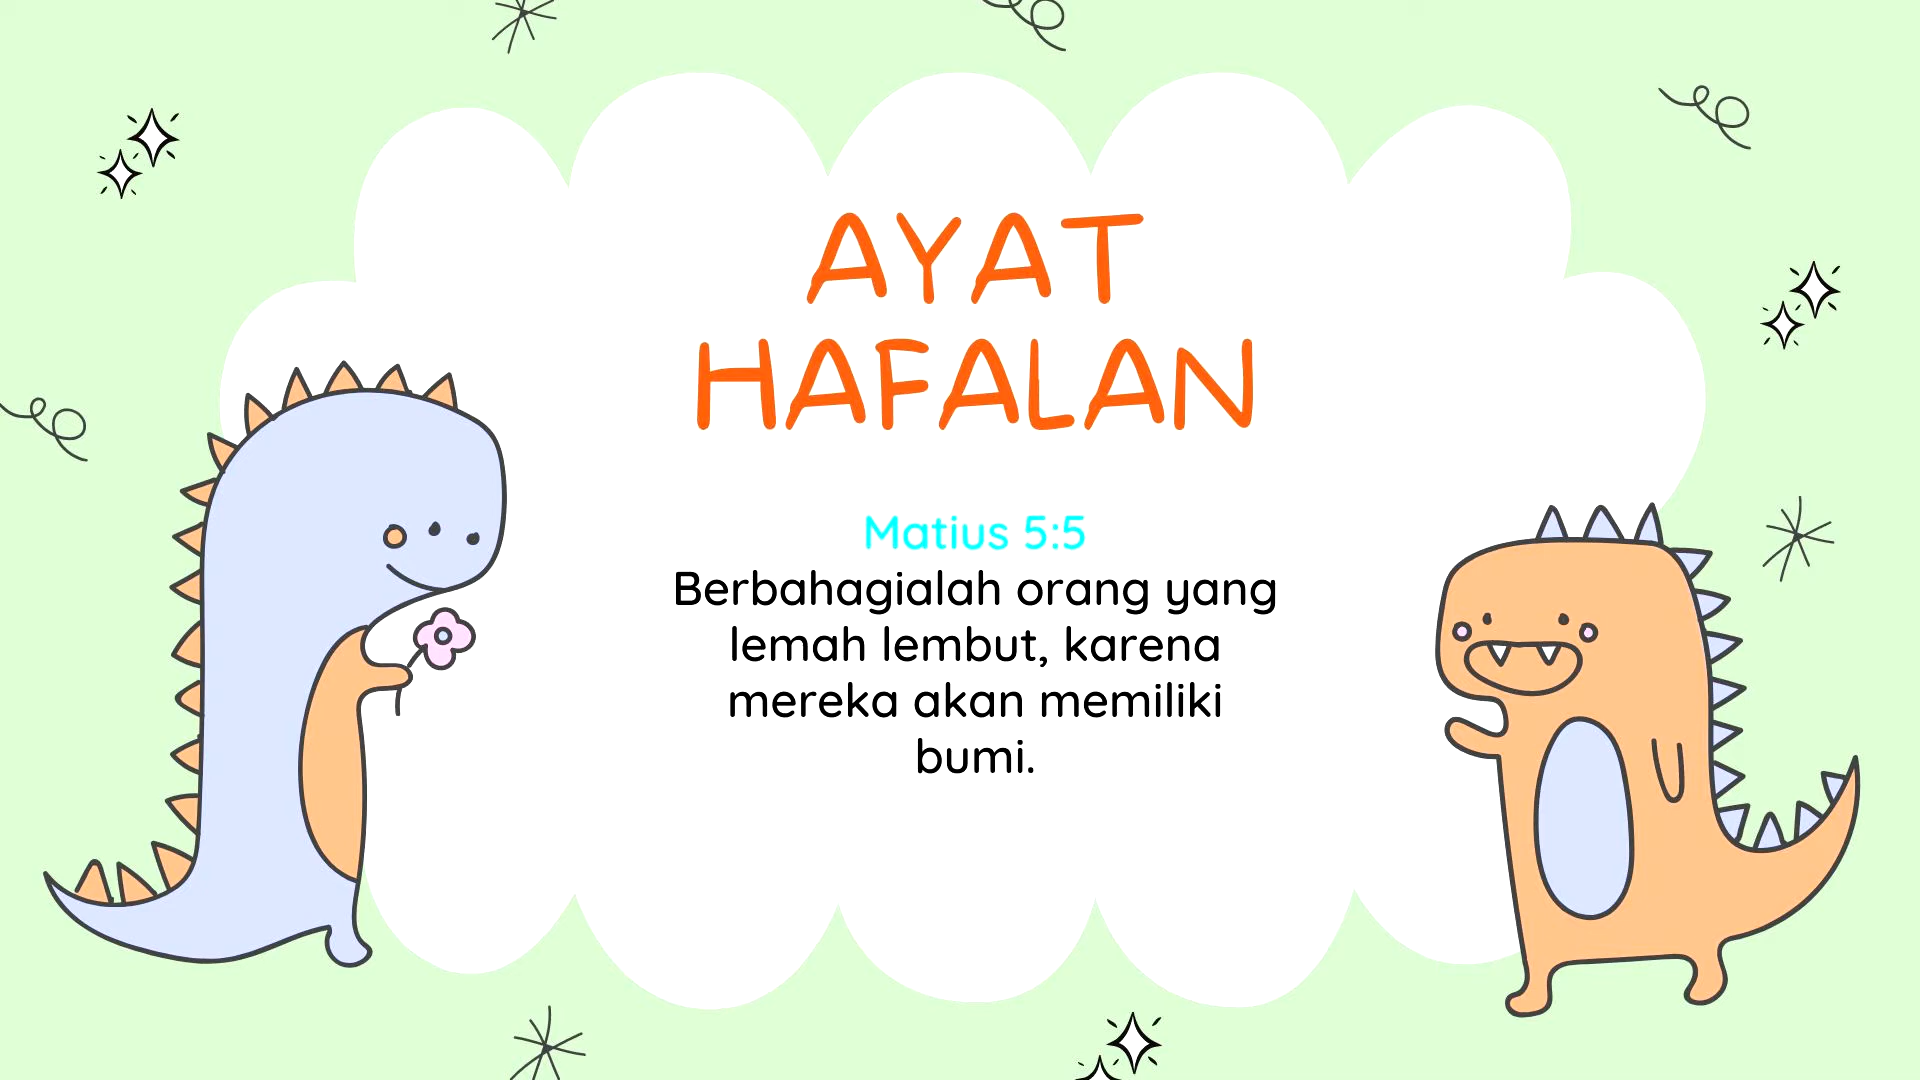 AYAT
HAFALAN
Matius 5:5
Berbahagialah orang yang
lemah lembut, karena
mereka akan memiliki
bumi.